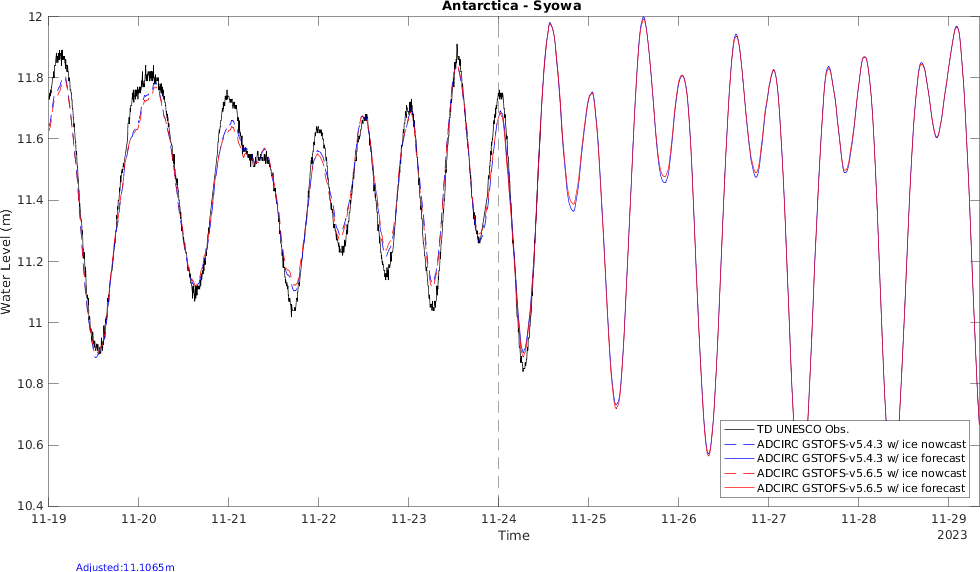 Antarctica - Syowa
12
11.8
11.6
11.4
11.2
11
10.8
10.6
10.4
Water Level (m)
11-19 11-20 11-21 11-22 11-23 11-24 11-25 11-26 11-27 11-28 11-29
2023
Time
TD UNESCO Obs.
ADCIRC GSTOFS-v5.4.3 w/ ice nowcast
ADCIRC GSTOFS-v5.4.3 w/ ice forecast
ADCIRC GSTOFS-v5.6.5 w/ ice nowcast
ADCIRC GSTOFS-v5.6.5 w/ ice forecast
Adjusted:11.1065m